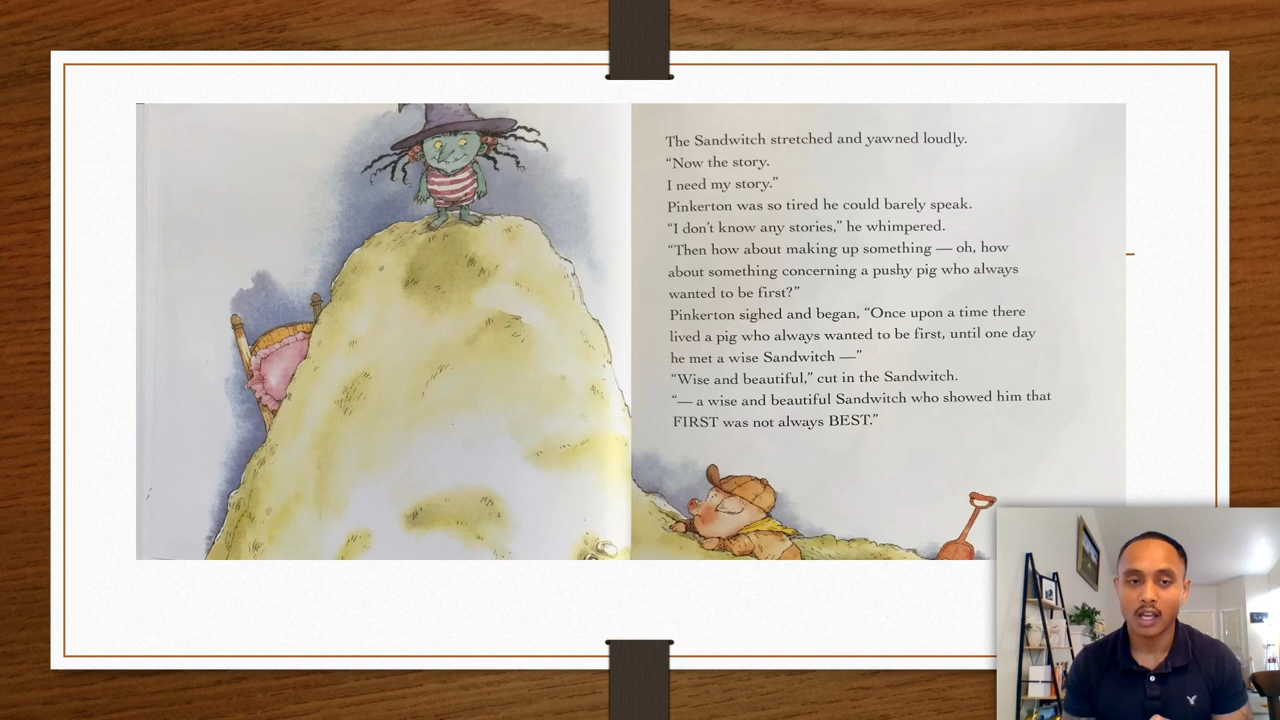 The Sandwitch stretched and yawned loudly.
“Now the story.
I need my story.”
Pinkerton was so tired he could barely speak.
“I don’t know any stories,” he whimpered.
“Then how about making up something — oh, how
about something concerning a pushy pig who always
wanted to be first?”
Pinkerton sighed and began, “Once upon a time there
lived a pig who always wanted to be first, until one day
he met a wise Sandwitch —”
“Wise and beautiful,” cut in the Sandwitch.
“— a wise and beautiful Sandwitch who showed him that
FIRST was not always BEST.”